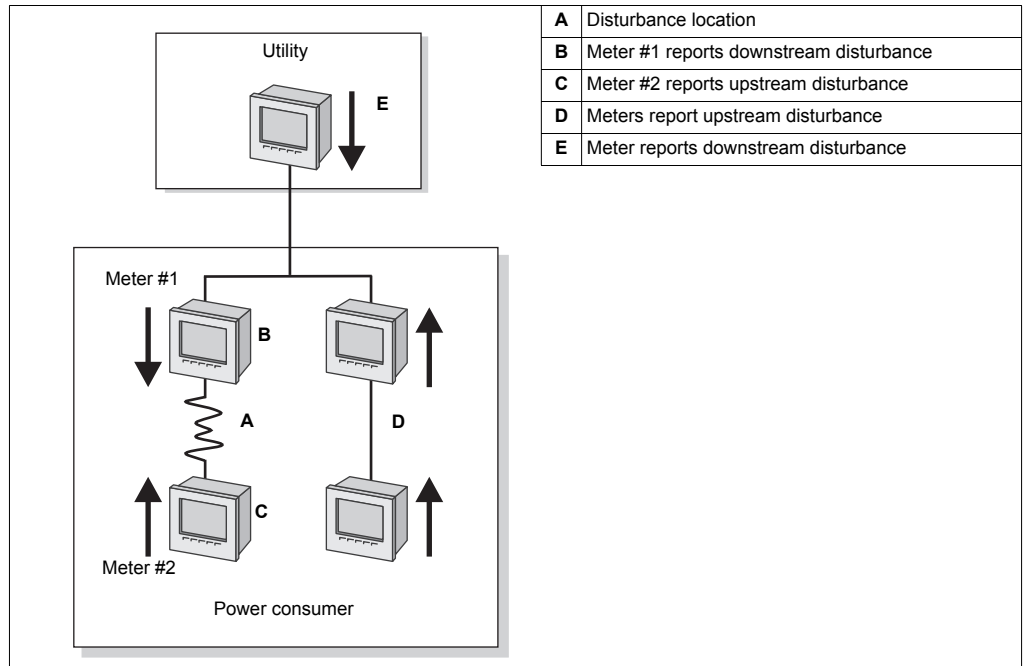 Utility
E
Meter #1
B
A
D
C
Meter #2
Power consumer
A Disturbance location
B Meter #1 reports downstream disturbance
C Meter #2 reports upstream disturbance
D Meters report upstream disturbance
E Meter reports downstream disturbance